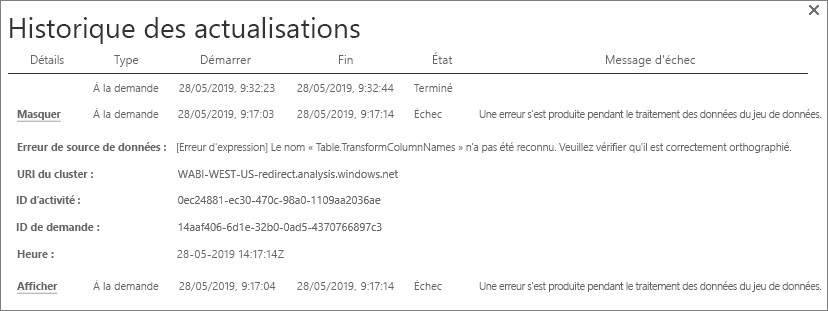 Historique des actualisations
Détails Type Démarrer Fin État Message d'échec
À la demande 28/05/2019, 9:32:23 28/05/2019, 9:32:44 Terminé
Masquer À la demande 28/05/2019, 9:17:03 28/05/2019, 9:17:14 Échec Une erreur s'est produite pendant le traitement des données du jeu de données.
Erreur de source de données : [Erreur d'expression] Le nom « Table.TransformColumnNames » n'a pas été reconnu. Veuillez vérifier qu'il est correctement orthographié.
URI du cluster : WABI-WEST-US-redirect.analysis.windows.net
ID d'activité : 0ec24881-ec30-470c-98a0-1109aa2036ae
ID de demande : 14aaf406-6d1e-32b0-0ad5-4370766897c3
Heure : 28-05-2019 14:17:14Z
Afficher À la demande 28/05/2019, 9:17:04 28/05/2019, 9:17:14 Échec Une erreur s'est produite pendant le traitement des données du jeu de données.